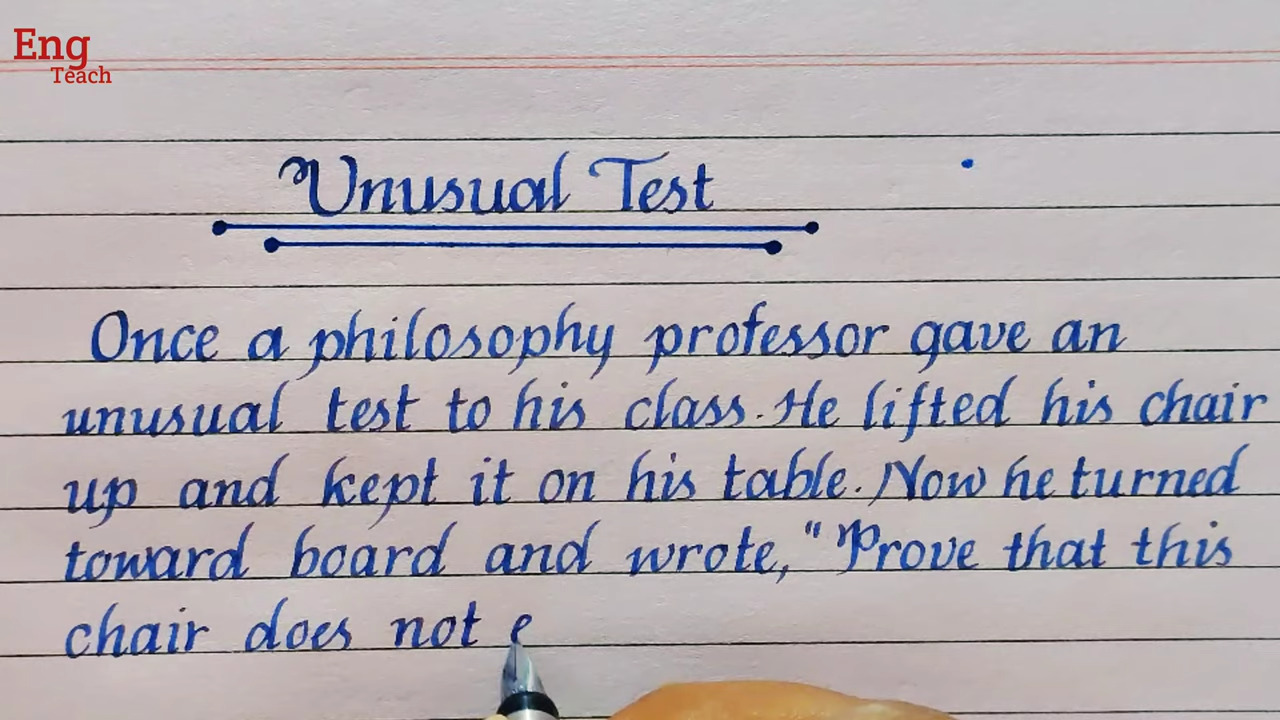 Eng
Teach
Unusual Test
Once a philosophy professor gave an
unusual test to his class. He lifted his chair
up and kept it on his table. Now he turned
toward board and wrote, "Prove that this
chair does not e